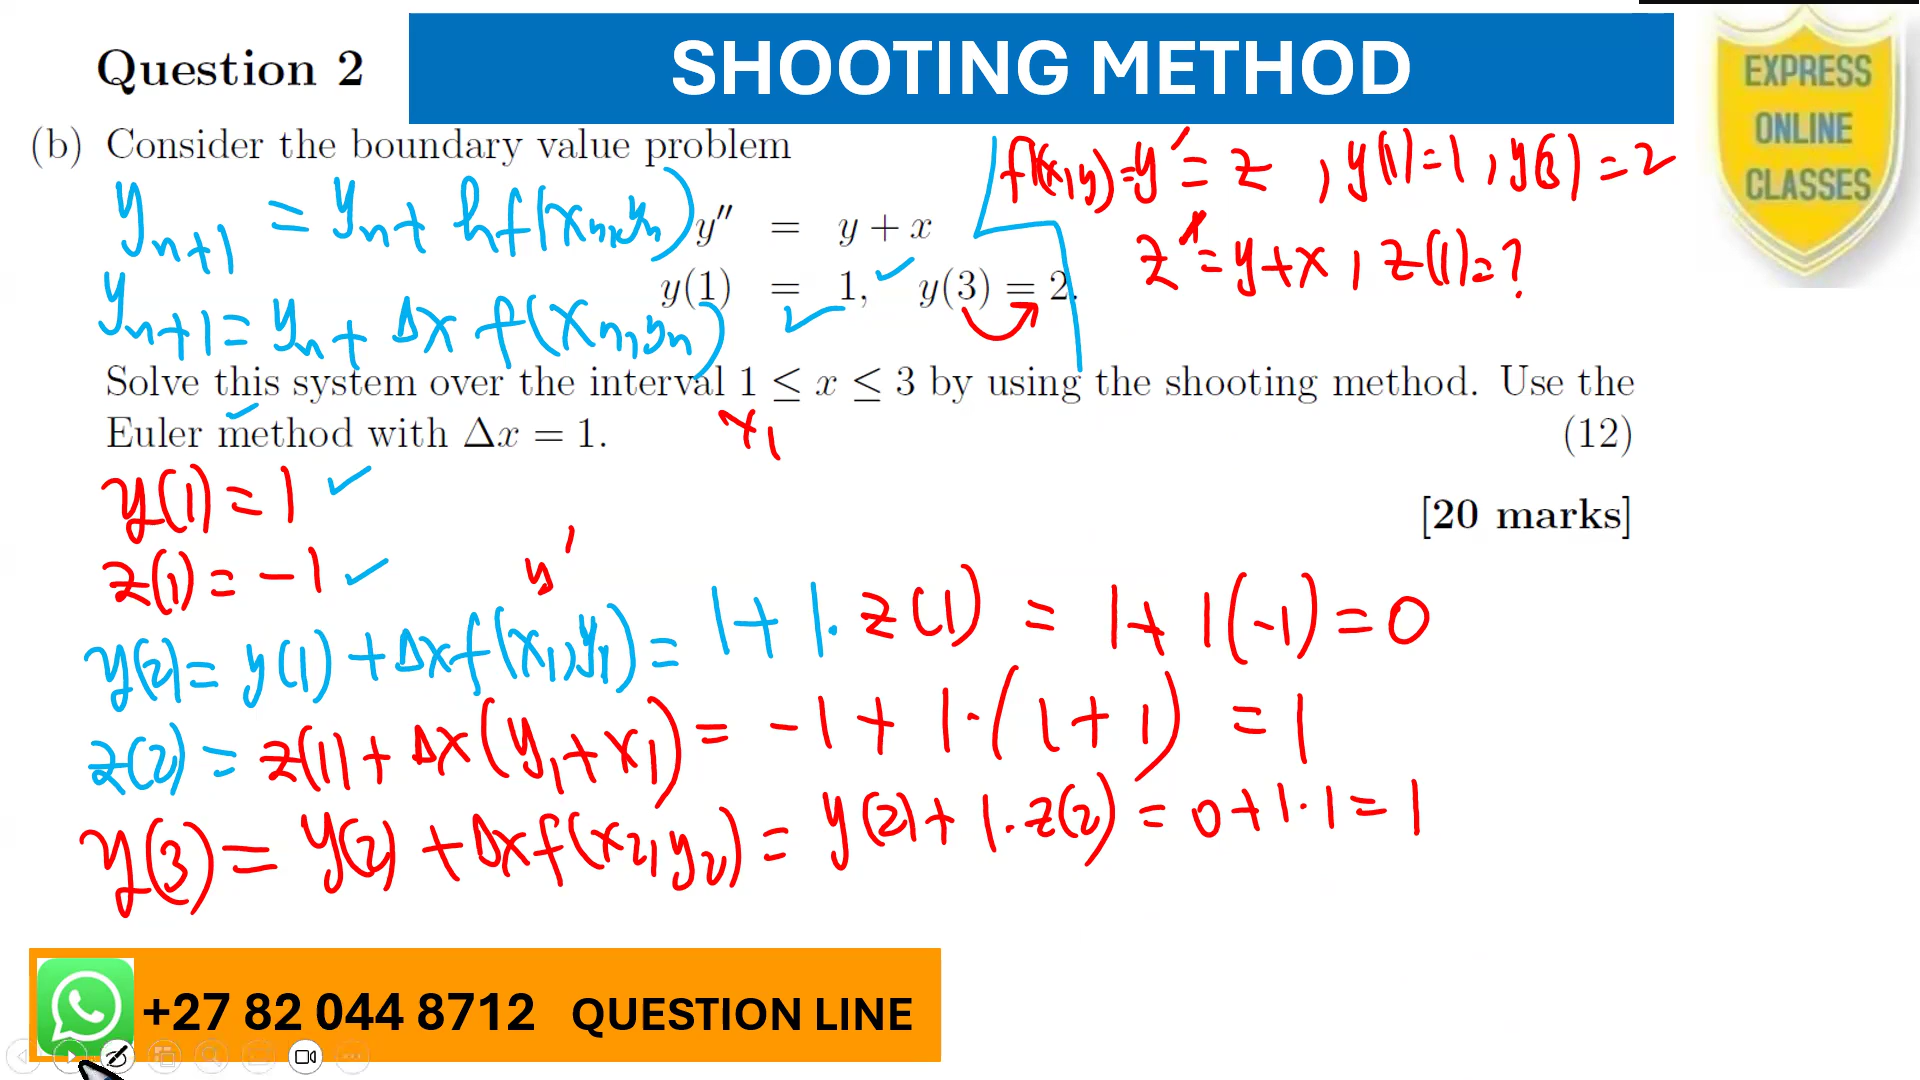 Question 2
SHOOTING METHOD
EXPRESS
ONLINE
CLASSES
(b) Consider the boundary value problem
f(x,y)=y'=z , y(1)=1 , y(3)=2
y_{n+1} = y_n + hf(x_n,y_n)
y'' = y + x
z'=y+x , z(1)=?
y(1) = 1, y(3) = 2.
y_{n+1} = y_n + Δx f(x_n,y_n)
Solve this system over the interval 1 ≤ x ≤ 3 by using the shooting method. Use the
Euler method with Δx = 1. (12)
x_1
y(1) = 1
[20 marks]
z(1) = -1
y'
y(2) = y(1) + Δx f(x_1,y_1) = 1 + 1. z(1) = 1 + 1(-1) = 0
z(2) = z(1) + Δx (y_1 + x_1) = -1 + 1·(1 + 1) = 1
y(3) = y(2) + Δx f(x_2,y_2) = y(2) + 1. z(2) = 0 + 1·1 = 1
+27 82 044 8712 QUESTION LINE